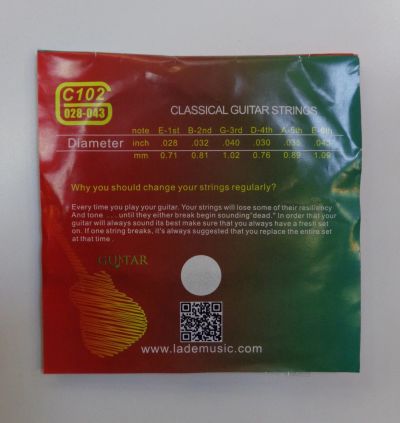 C102
028-043
CLASSICAL GUITAR STRINGS
note E-1st B-2nd G-3rd D-4th A-5th E-6th
Diameter inch .028 .032 .040 .030 .035 .043
mm 0.71 0.81 1.02 0.76 0.89 1.09
Why you should change your strings regularly?
Every time you play your guitar. Your strings will lose some of their resiliency
And tone .... until they either break begin sounding"dead." In order that your
guitar will always sound its best make sure that you always have a fresh set
on. If one string breaks, it's always suggested that you replace the entire set
at that time.
GUITAR
www.lademusic.com